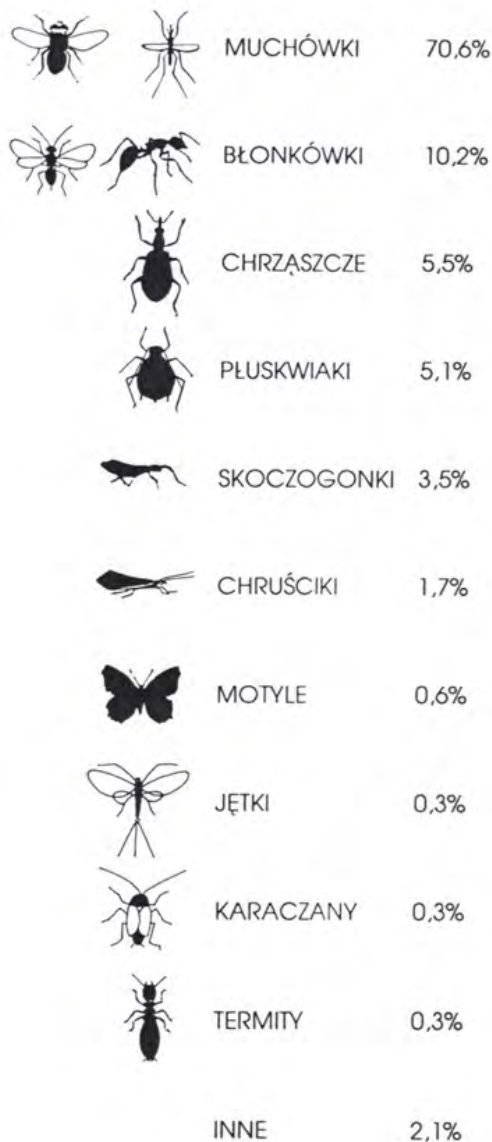 MUCHÓWKI 70,6%
BŁONKÓWKI 10,2%
CHRZĄSZCZE 5,5%
PŁUSKWIAKI 5,1%
SKOCZOGONKI 3,5%
CHRUŚCIKI 1,7%
MOTYLE 0,6%
JĘTKI 0,3%
KARACZANY 0,3%
TERMITY 0,3%
INNE 2,1%